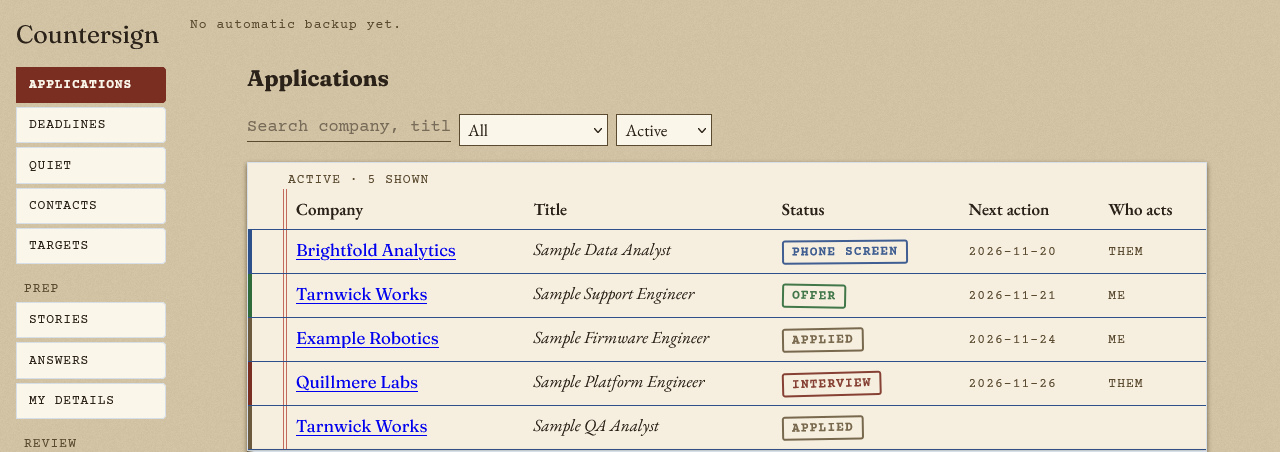 Countersign
No automatic backup yet.
APPLICATIONS
DEADLINES
QUIET
CONTACTS
TARGETS
PREP
STORIES
ANSWERS
MY DETAILS
REVIEW
Applications
Search company, titl All Active
ACTIVE · 5 SHOWN
Company Title Status Next action Who acts
Brightfold Analytics Sample Data Analyst PHONE SCREEN 2026-11-20 THEM
Tarnwick Works Sample Support Engineer OFFER 2026-11-21 ME
Example Robotics Sample Firmware Engineer APPLIED 2026-11-24 ME
Quillmere Labs Sample Platform Engineer INTERVIEW 2026-11-26 THEM
Tarnwick Works Sample QA Analyst APPLIED